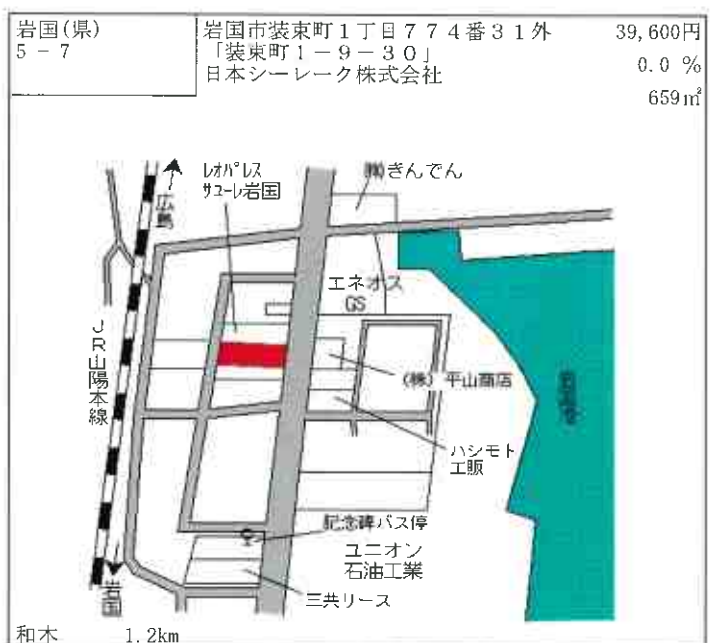 岩国(県)
5 － 7
岩国市装束町１丁目７７４番３１外
「装束町１－９－３０」
日本シーレーク株式会社
39,600円
0.0 %
659㎡
レオパレス
サユーレ岩国
㈱きんでん
広島
エネオス
GS
JR山陽本線
(株) 平山商店
ハシモト
工販
記念碑バス停
ユニオン
石油工業
三共リース
岩国
和木 1.2km